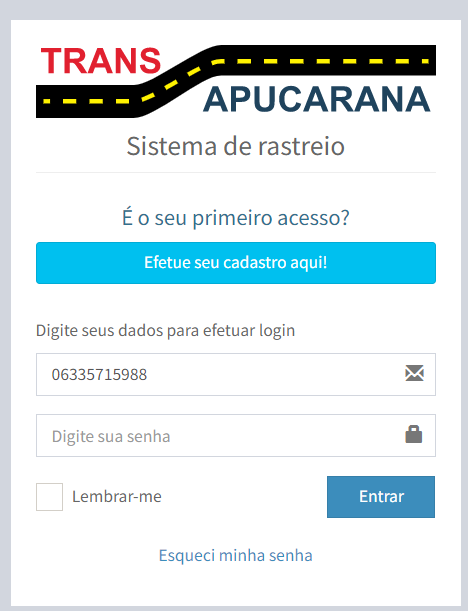 TRANS
APUCARANA
Sistema de rastreio
É o seu primeiro acesso?
Efetue seu cadastro aqui!
Digite seus dados para efetuar login
06335715988
Digite sua senha
Lembrar-me
Entrar
Esqueci minha senha